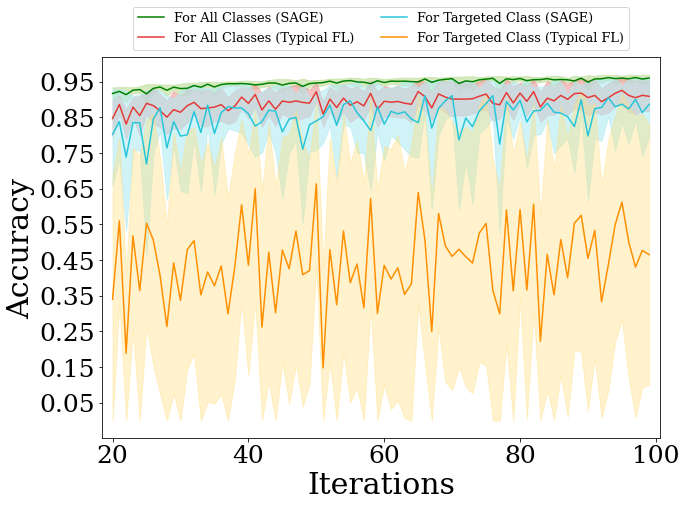 For All Classes (SAGE)
For All Classes (Typical FL)
For Targeted Class (SAGE)
For Targeted Class (Typical FL)
Accuracy
0.95
0.85
0.75
0.65
0.55
0.45
0.35
0.25
0.15
0.05
20
40
60
80
100
Iterations